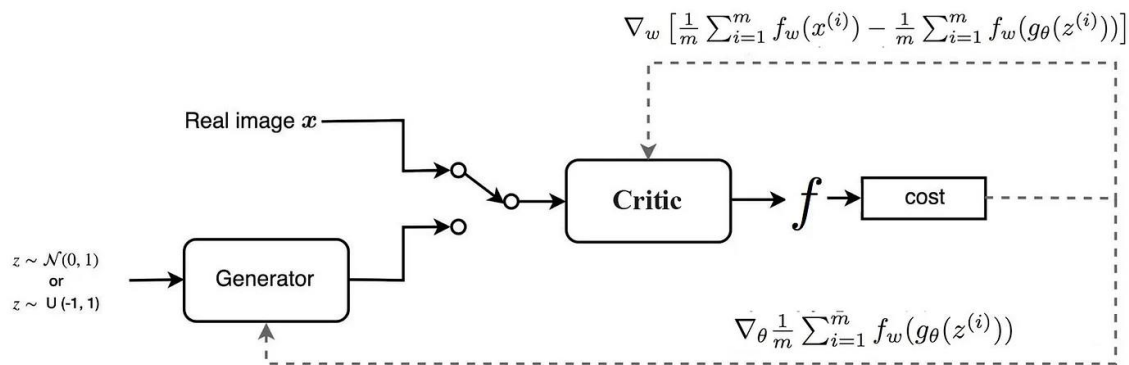 ∇_w [ 1/m ∑_{i=1}^{m} f_w(x^{(i)}) − 1/m ∑_{i=1}^{m} f_w(g_θ(z^{(i)})) ]
Real image x
Critic
f
cost
z ~ 𝒩(0, 1)
or
z ~ U (-1, 1)
Generator
∇_θ 1/m ∑_{i=1}^{m} f_w(g_θ(z^{(i)}))